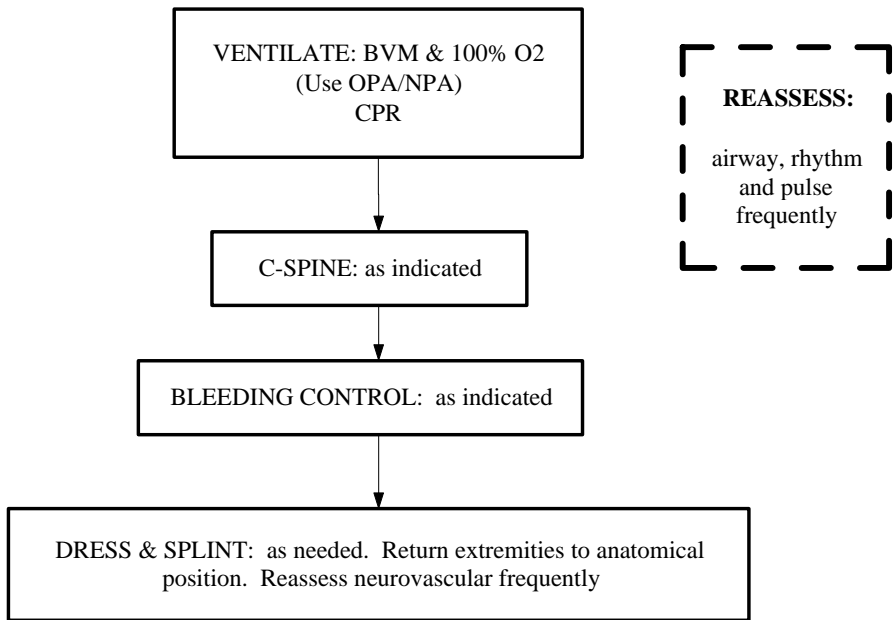 VENTILATE: BVM & 100% O2
(Use OPA/NPA)
CPR
REASSESS:
airway, rhythm
and pulse
frequently
C-SPINE: as indicated
BLEEDING CONTROL:  as indicated
DRESS & SPLINT:  as needed.  Return extremities to anatomical
position.  Reassess neurovascular frequently